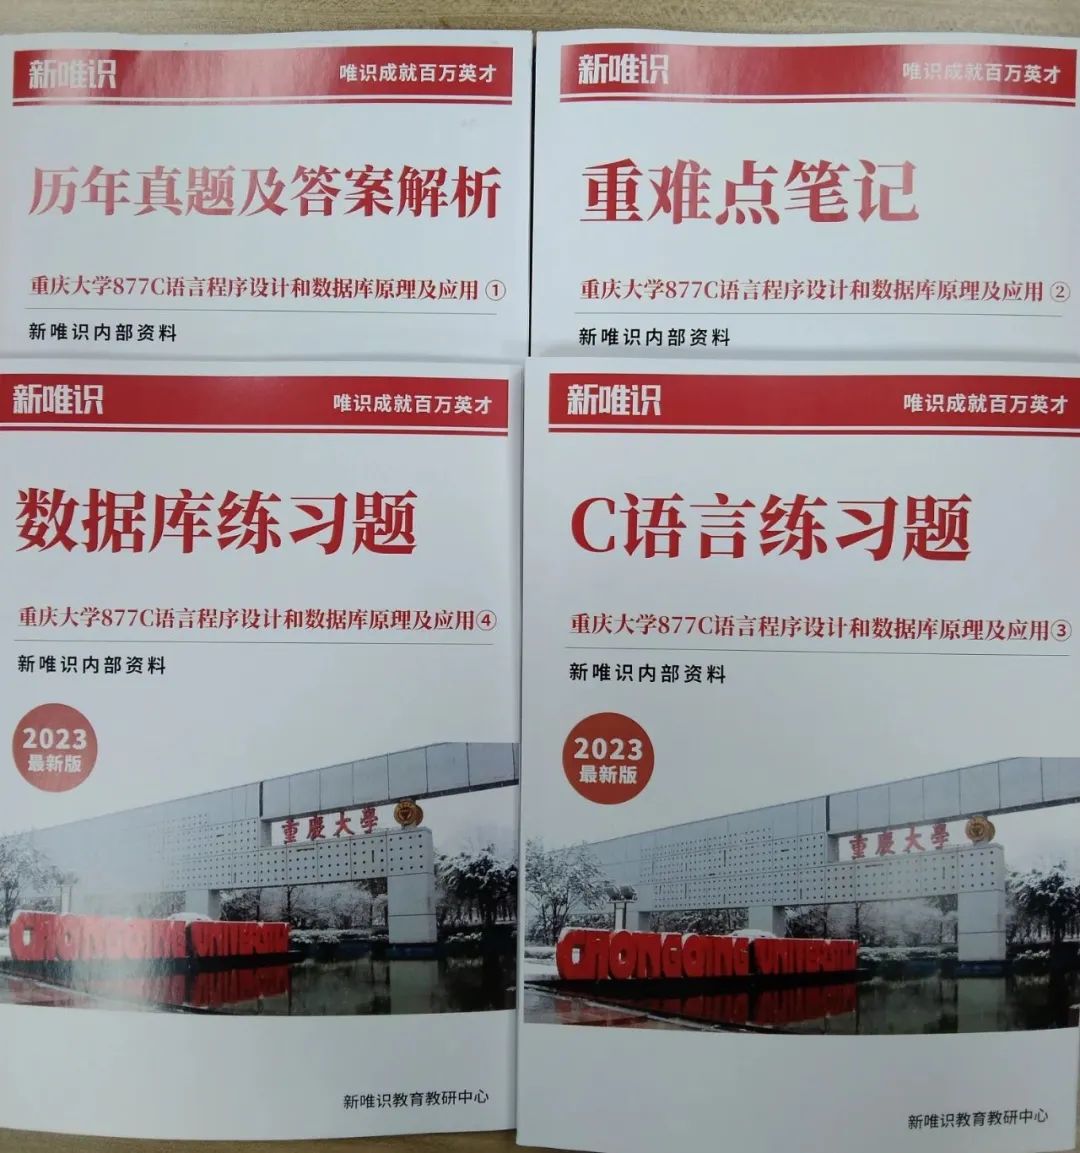 新唯识
唯识成就百万英才
历年真题及答案解析
重庆大学877C语言程序设计和数据库原理及应用①
新唯识内部资料
新唯识
唯识成就百万英才
重难点笔记
重庆大学877C语言程序设计和数据库原理及应用②
新唯识内部资料
新唯识
唯识成就百万英才
数据库练习题
重庆大学877C语言程序设计和数据库原理及应用④
新唯识内部资料
2023
最新版
重慶大學
CHONGQING UNIVERSITY
新唯识教育教研中心
新唯识
唯识成就百万英才
C语言练习题
重庆大学877C语言程序设计和数据库原理及应用③
新唯识内部资料
2023
最新版
重慶大學
CHONGQING UNIVERSITY
新唯识教育教研中心